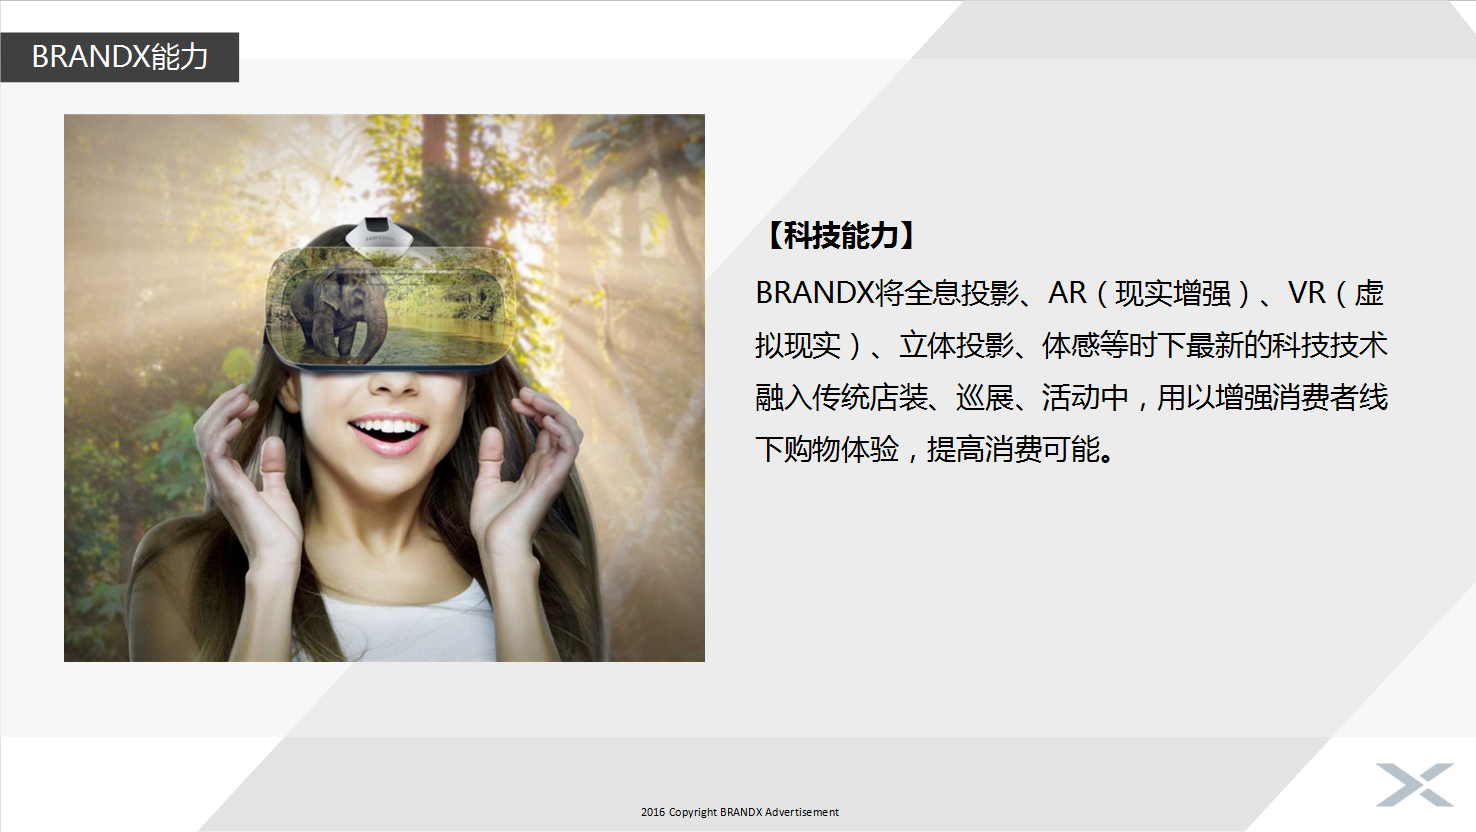 BRANDX能力
【科技能力】
BRANDX将全息投影、AR（现实增强）、VR（虚
拟现实）、立体投影、体感等时下最新的科技技术
融入传统店装、巡展、活动中，用以增强消费者线
下购物体验，提高消费可能。
2016 Copyright BRANDX Advertisement